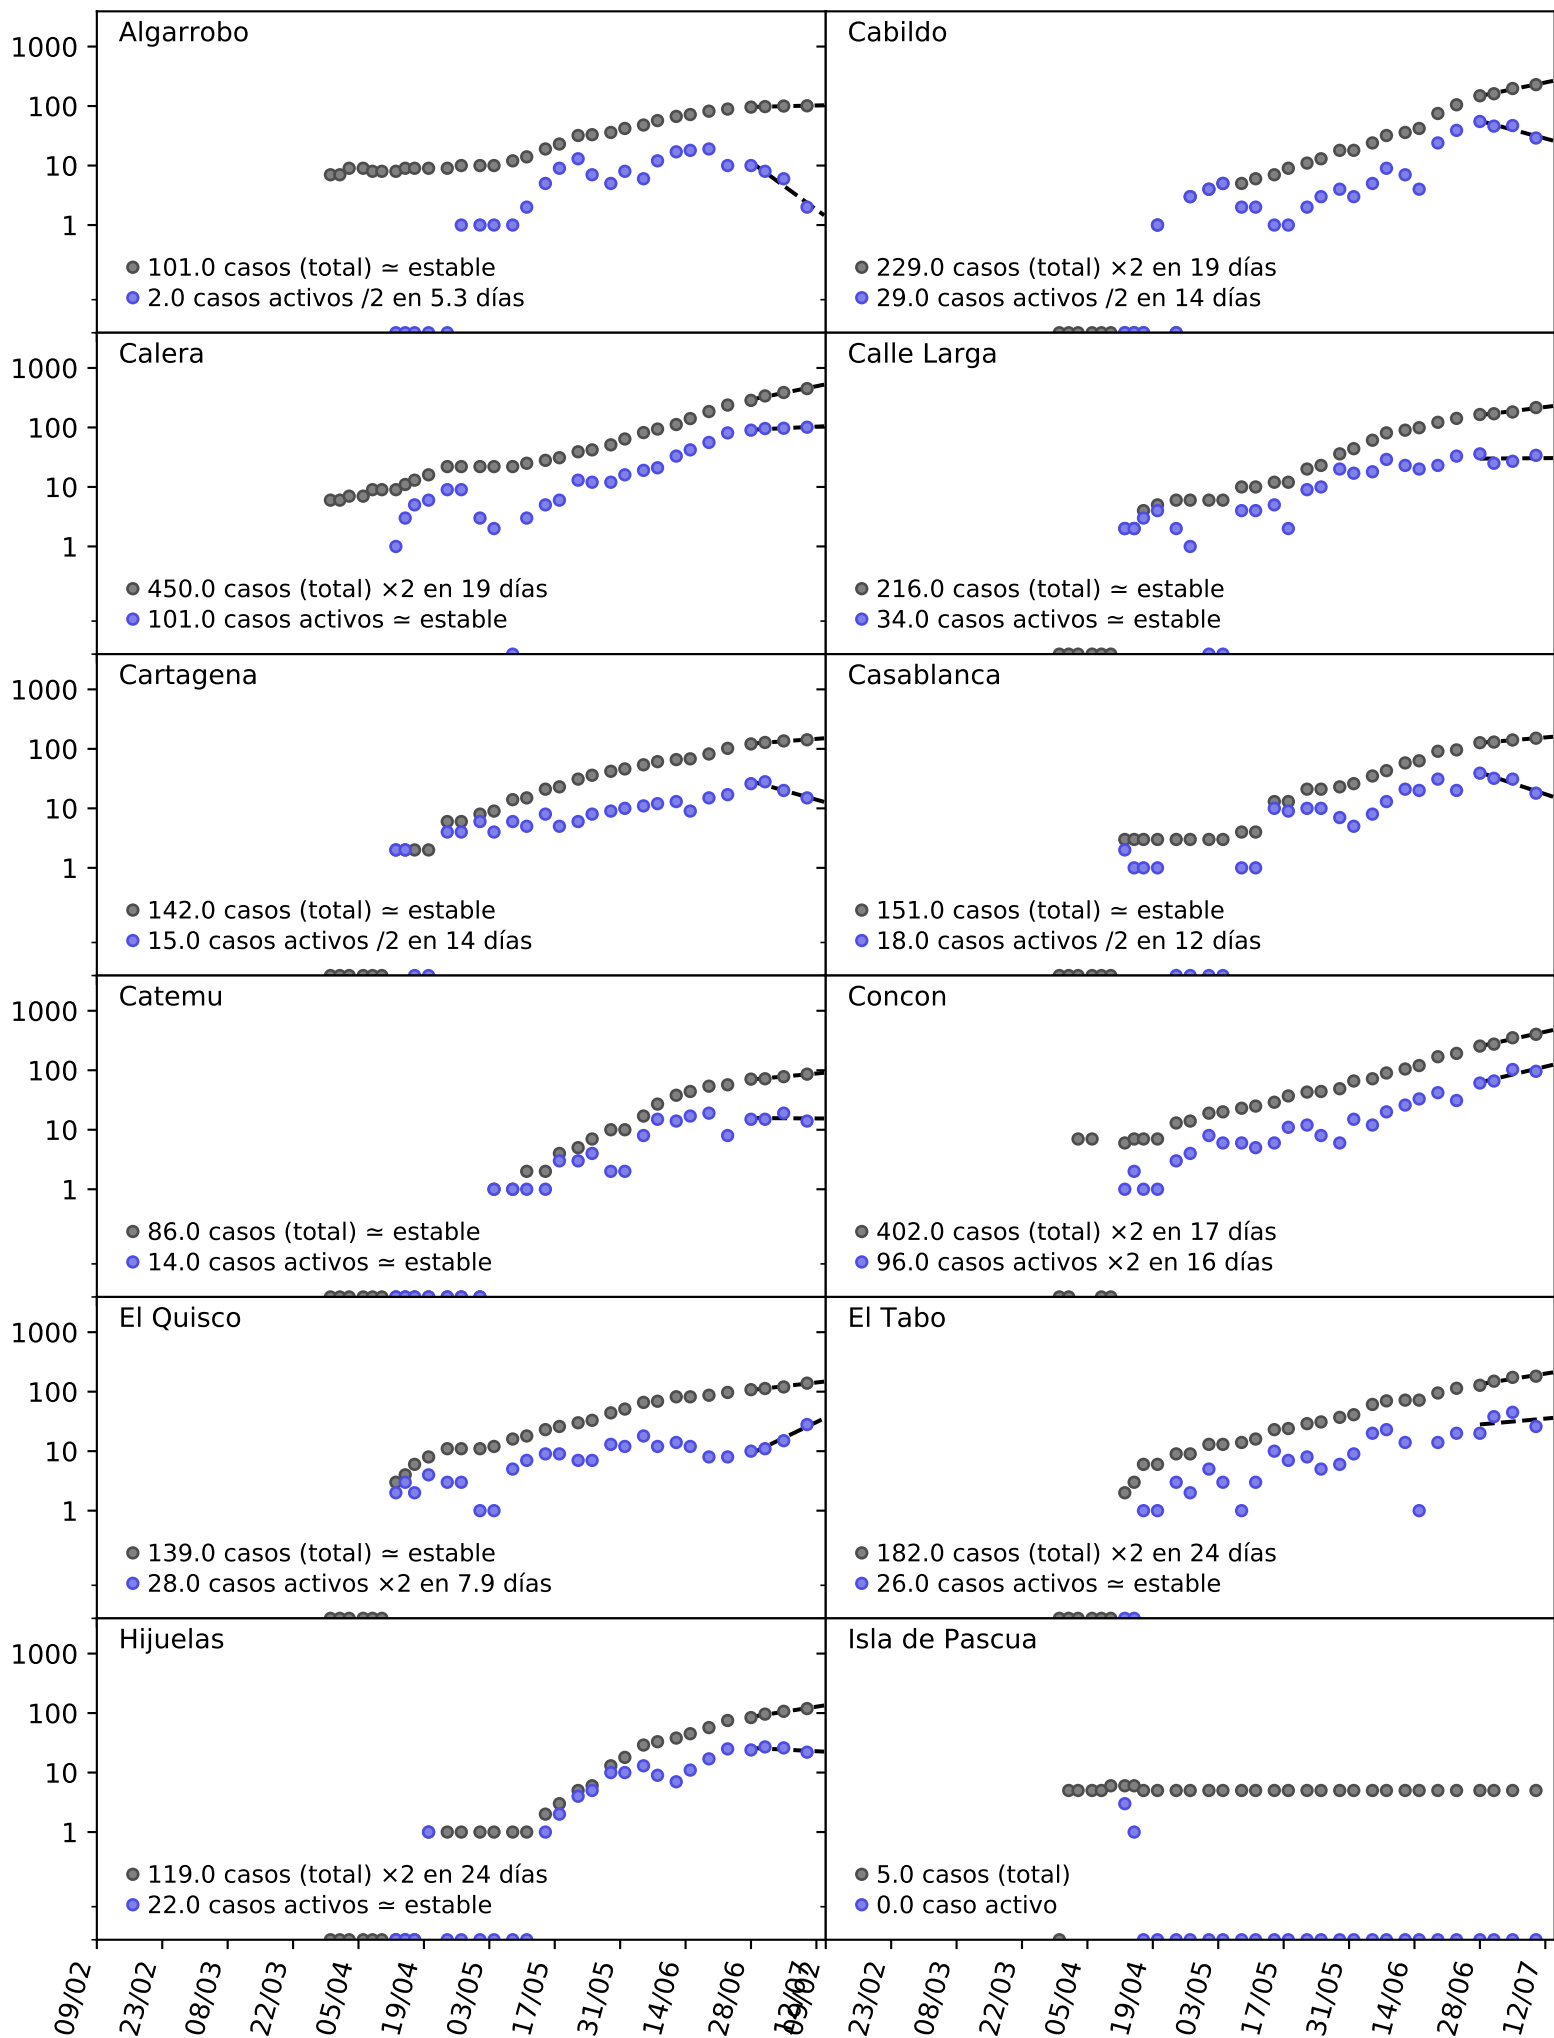 Algarrobo
1000
100
10
1
101.0 casos (total) ≃ estable
2.0 casos activos /2 en 5.3 días
Cabildo
229.0 casos (total) ×2 en 19 días
29.0 casos activos /2 en 14 días
Calera
1000
100
10
1
450.0 casos (total) ×2 en 19 días
101.0 casos activos ≃ estable
Calle Larga
216.0 casos (total) ≃ estable
34.0 casos activos ≃ estable
Cartagena
1000
100
10
1
142.0 casos (total) ≃ estable
15.0 casos activos /2 en 14 días
Casablanca
151.0 casos (total) ≃ estable
18.0 casos activos /2 en 12 días
Catemu
1000
100
10
1
86.0 casos (total) ≃ estable
14.0 casos activos ≃ estable
Concon
402.0 casos (total) ×2 en 17 días
96.0 casos activos ×2 en 16 días
El Quisco
1000
100
10
1
139.0 casos (total) ≃ estable
28.0 casos activos ×2 en 7.9 días
El Tabo
182.0 casos (total) ×2 en 24 días
26.0 casos activos ≃ estable
Hijuelas
1000
100
10
1
119.0 casos (total) ×2 en 24 días
22.0 casos activos ≃ estable
Isla de Pascua
5.0 casos (total)
0.0 caso activo
09/02
23/02
08/03
22/03
05/04
19/04
03/05
17/05
31/05
14/06
28/06
12/07
09/02
23/02
08/03
22/03
05/04
19/04
03/05
17/05
31/05
14/06
28/06
12/07